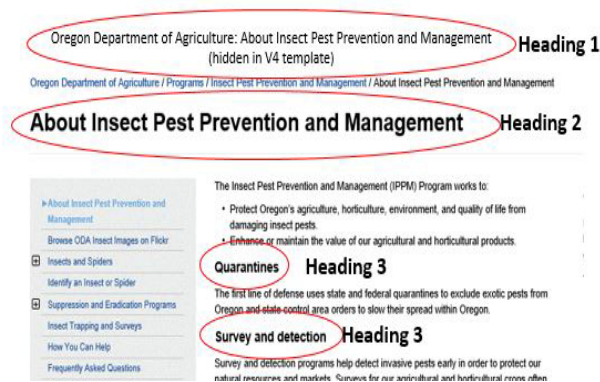 Oregon Department of Agriculture: About Insect Pest Prevention and Management
(hidden in V4 template)
Heading 1
Oregon Department of Agriculture / Programs / Insect Pest Prevention and Management / About Insect Pest Prevention and Management
About Insect Pest Prevention and Management
Heading 2
About Insect Pest Prevention and
Management
Browse ODA Insect Images on Flickr
Insects and Spiders
Identify an Insect or Spider
Suppression and Eradication Programs
Insect Trapping and Surveys
How You Can Help
Frequently Asked Questions
The Insect Pest Prevention and Management (IPPM) Program works to:
• Protect Oregon's agriculture, horticulture, environment, and quality of life from
damaging insect pests.
• Enhance or maintain the value of our agricultural and horticultural products.
Quarantines
Heading 3
The first line of defense uses state and federal quarantines to exclude exotic pests from
Oregon and state control area orders to slow their spread within Oregon.
Survey and detection
Heading 3
Survey and detection programs help detect invasive pests early in order to protect our
natural resources and markets. Surveys for our agricultural and horticultural crops often